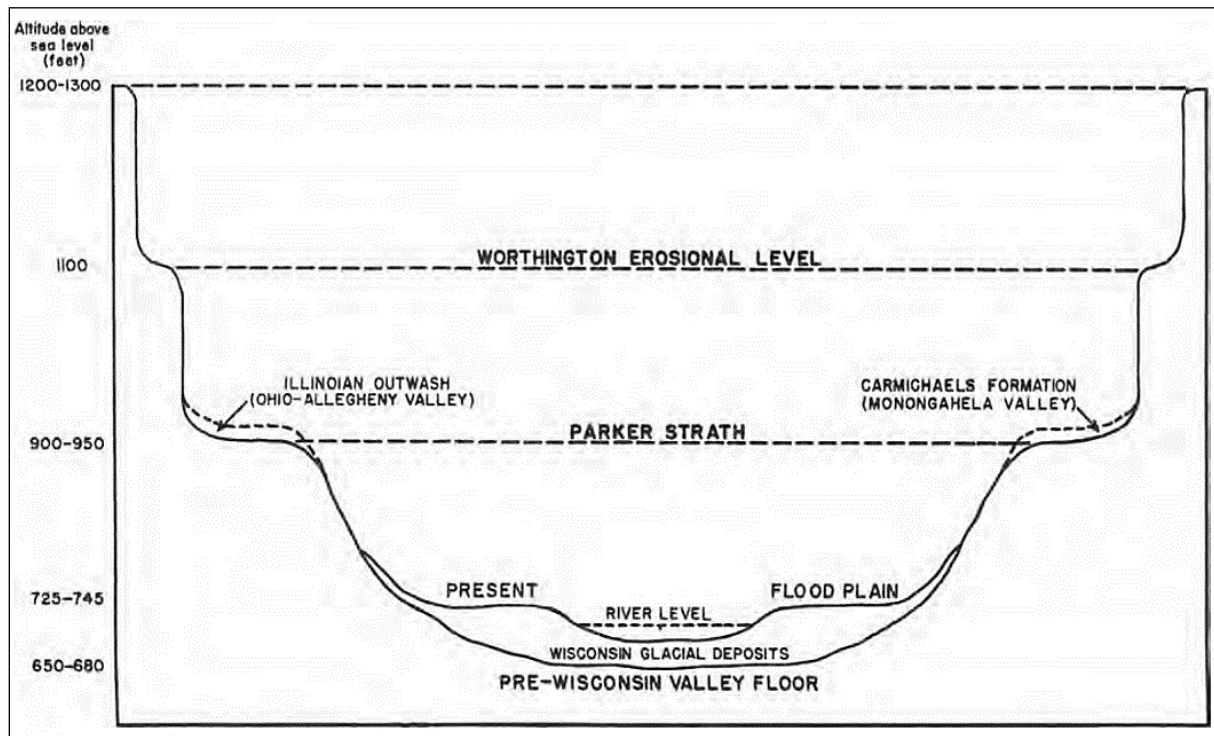 Altitude above
sea level
(feet)
1200-1300
1100
WORTHINGTON EROSIONAL LEVEL
ILLINOIAN OUTWASH
(OHIO-ALLEGHENY VALLEY)
CARMICHAELS FORMATION
(MONONGAHELA VALLEY)
900-950
PARKER STRATH
725-745
PRESENT
FLOOD PLAIN
RIVER LEVEL
650-680
WISCONSIN GLACIAL DEPOSITS
PRE-WISCONSIN VALLEY FLOOR